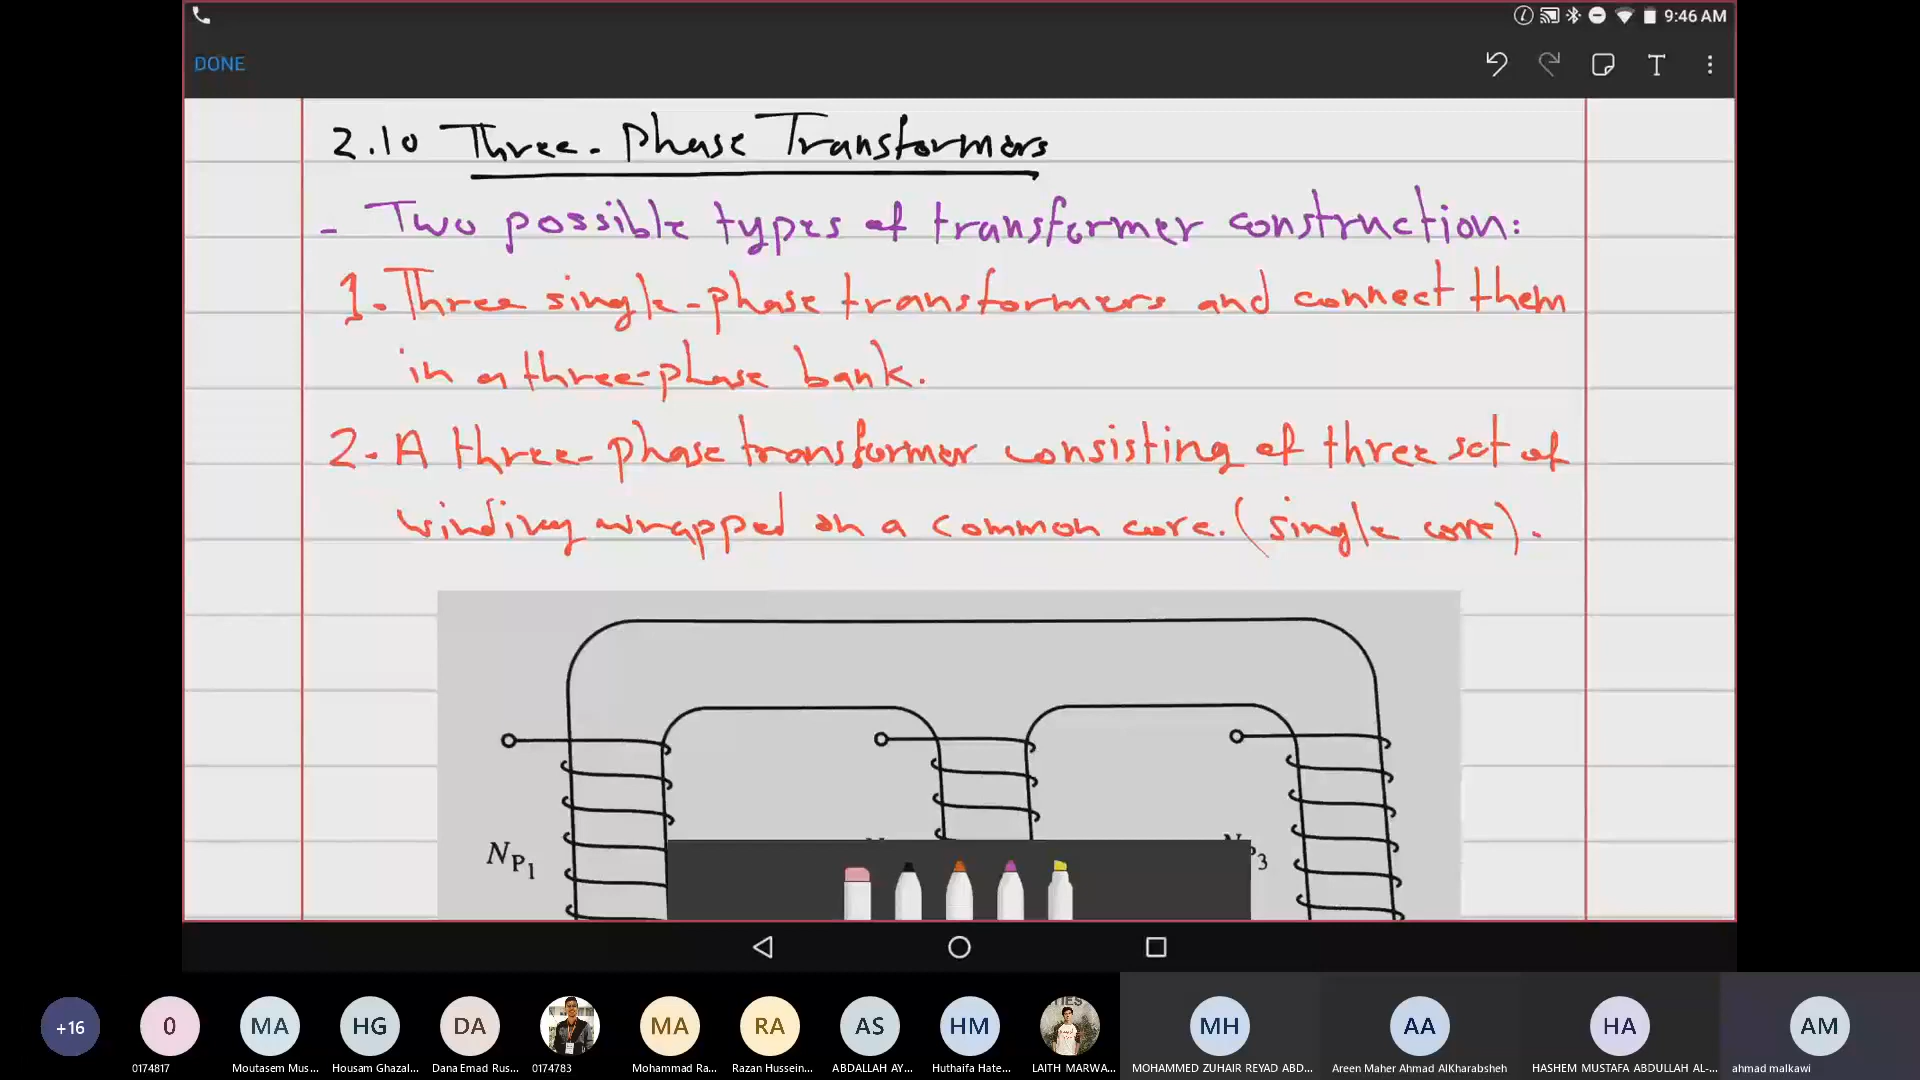 9:46 AM
DONE
2.10 Three-Phase Transformers
- Two possible types of transformer construction:
1- Three single-phase transformers and connect them
in a three-phase bank.
2- A three-phase transformer consisting of three set of
winding wrapped on a common core. (single core).
NP1
P3
+16
0
MA
HG
DA
MA
RA
AS
HM
MH
AA
HA
AM
0174817
Moutasem Mus...
Housam Ghazal...
Dana Emad Rus...
0174783
Mohammad Ra...
Razan Hussein...
ABDALLAH AY...
Huthaifa Hate...
LAITH MARWA...
MOHAMMED ZUHAIR REYAD ABD...
Areen Maher Ahmad AlKharabsheh
HASHEM MUSTAFA ABDULLAH AL-...
ahmad malkawi